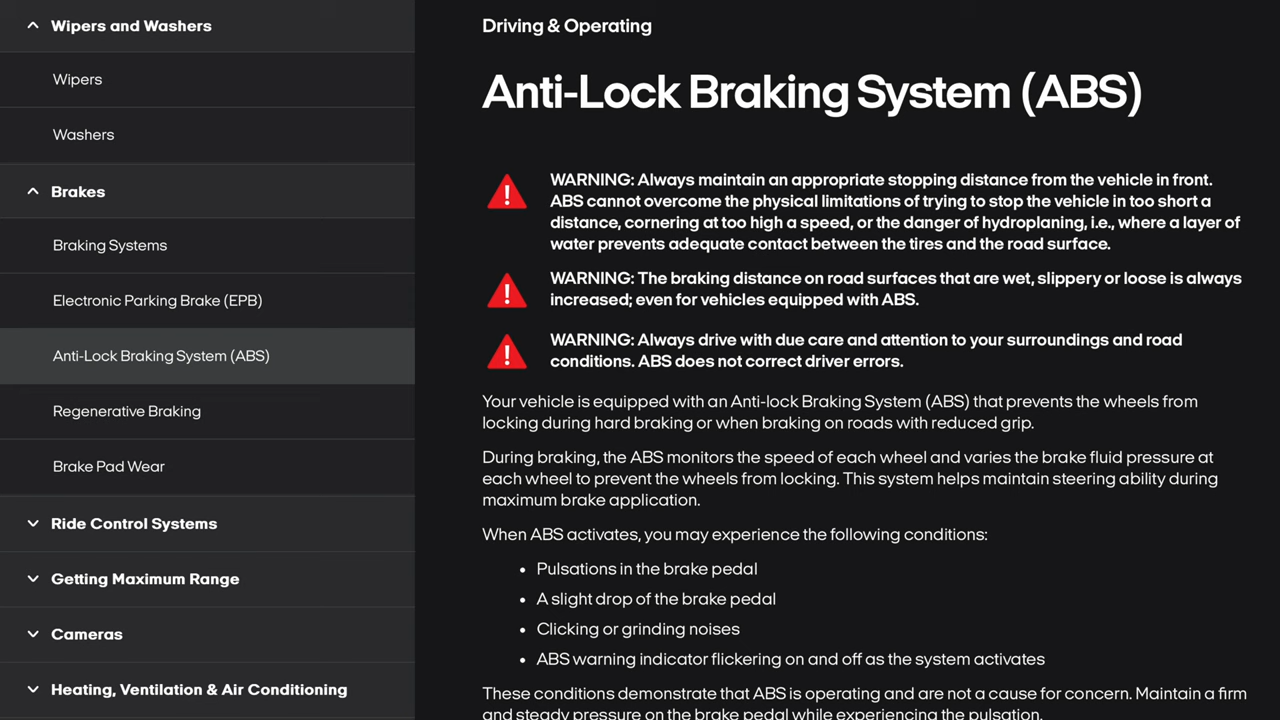 Wipers and Washers
Wipers
Washers
Brakes
Braking Systems
Electronic Parking Brake (EPB)
Anti-Lock Braking System (ABS)
Regenerative Braking
Brake Pad Wear
Ride Control Systems
Getting Maximum Range
Cameras
Heating, Ventilation & Air Conditioning
Driving & Operating
Anti-Lock Braking System (ABS)
WARNING: Always maintain an appropriate stopping distance from the vehicle in front.
ABS cannot overcome the physical limitations of trying to stop the vehicle in too short a
distance, cornering at too high a speed, or the danger of hydroplaning, i.e., where a layer of
water prevents adequate contact between the tires and the road surface.
WARNING: The braking distance on road surfaces that are wet, slippery or loose is always
increased; even for vehicles equipped with ABS.
WARNING: Always drive with due care and attention to your surroundings and road
conditions. ABS does not correct driver errors.
Your vehicle is equipped with an Anti-lock Braking System (ABS) that prevents the wheels from
locking during hard braking or when braking on roads with reduced grip.
During braking, the ABS monitors the speed of each wheel and varies the brake fluid pressure at
each wheel to prevent the wheels from locking. This system helps maintain steering ability during
maximum brake application.
When ABS activates, you may experience the following conditions:
• Pulsations in the brake pedal
• A slight drop of the brake pedal
• Clicking or grinding noises
• ABS warning indicator flickering on and off as the system activates
These conditions demonstrate that ABS is operating and are not a cause for concern. Maintain a firm
and steady pressure on the brake pedal while experiencing the pulsation.